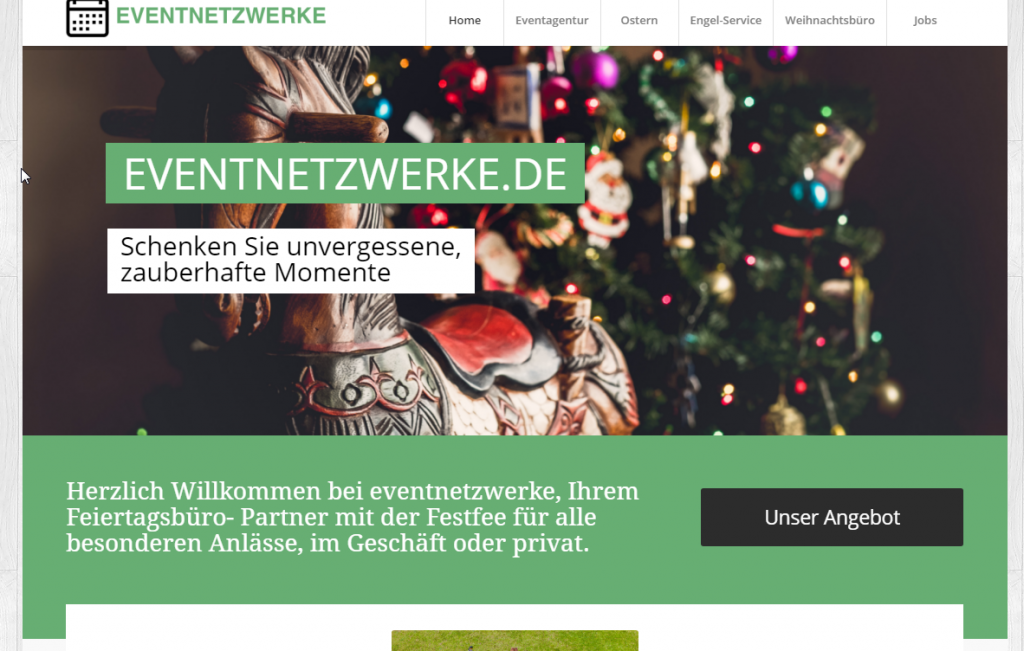 EVENTNETZWERKE
Home
Eventagentur
Ostern
Engel-Service
Weihnachtsbüro
Jobs
EVENTNETZWERKE.DE
Schenken Sie unvergessene,
zauberhafte Momente
Herzlich Willkommen bei eventnetzwerke, Ihrem
Feiertagsbüro- Partner mit der Festfee für alle
besonderen Anlässe, im Geschäft oder privat.
Unser Angebot